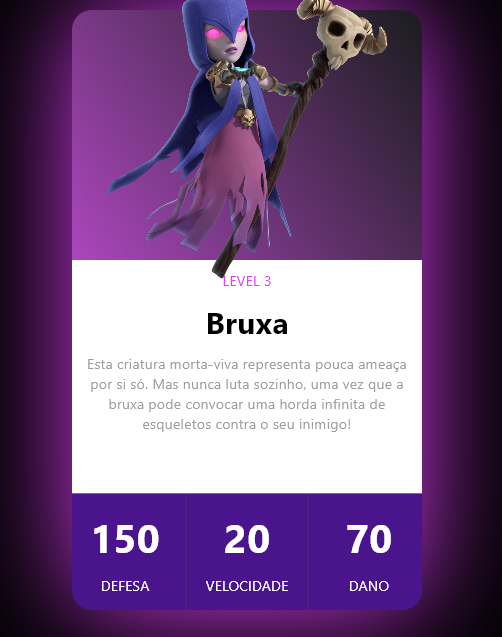 LEVEL 3
Bruxa
Esta criatura morta-viva representa pouca ameaça
por si só. Mas nunca luta sozinho, uma vez que a
bruxa pode convocar uma horda infinita de
esqueletos contra o seu inimigo!
150 20 70
DEFESA VELOCIDADE DANO